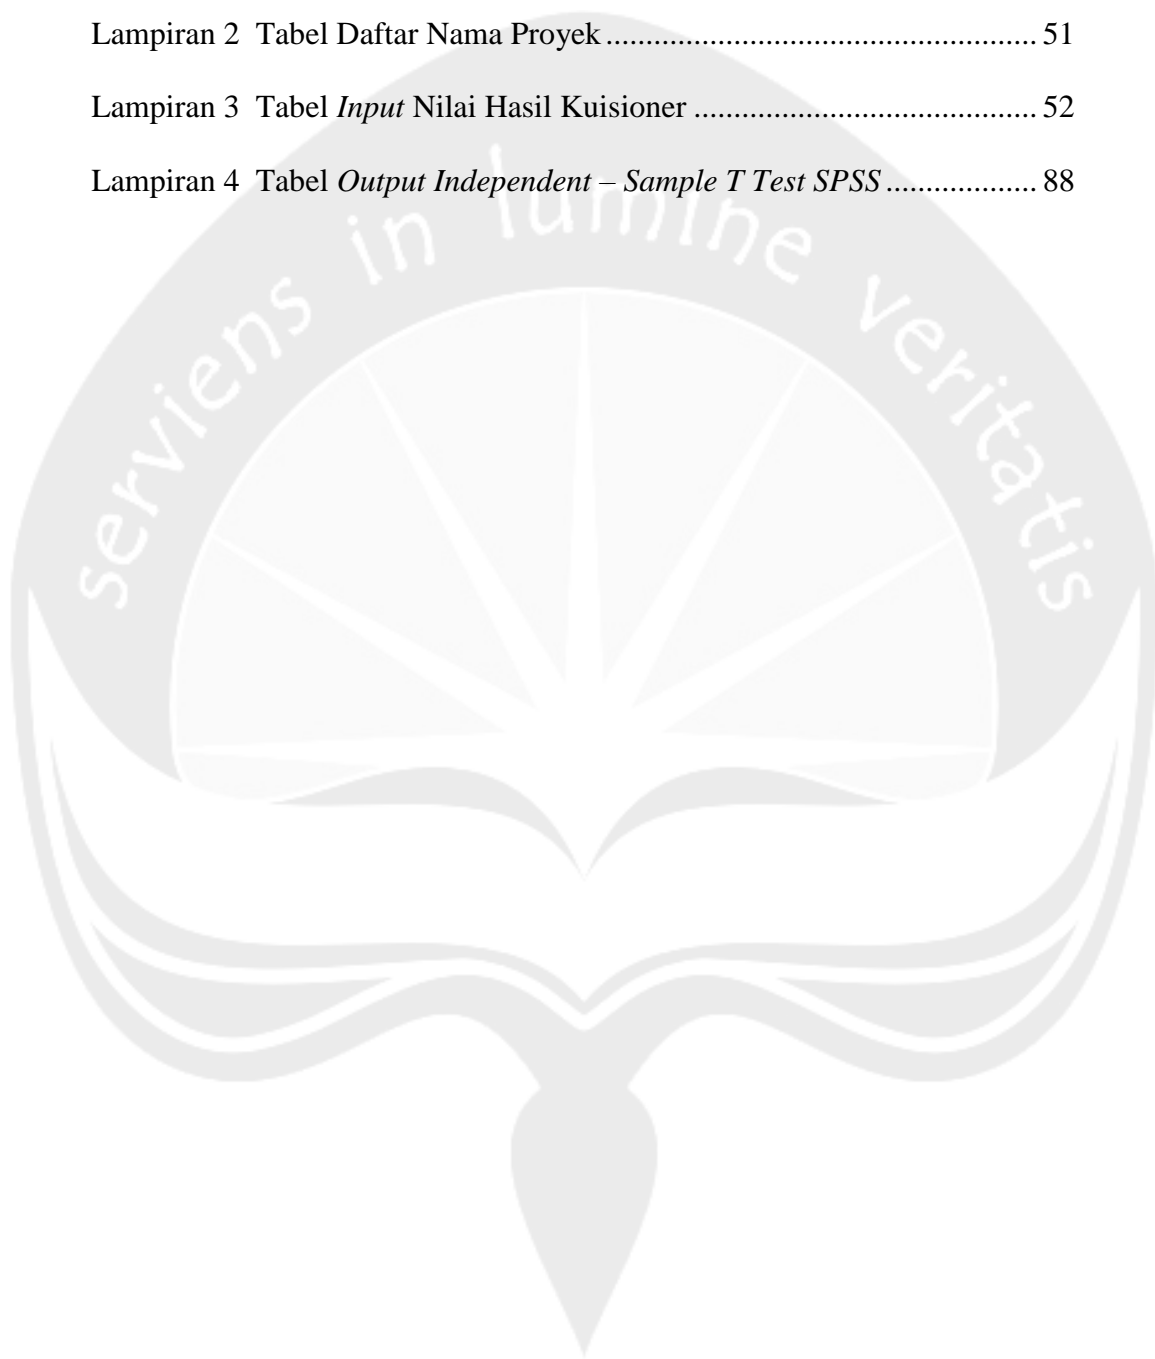 Lampiran 2 Tabel Daftar Nama Proyek ...................................................... 51
Lampiran 3 Tabel Input Nilai Hasil Kuisioner ........................................... 52
Lampiran 4 Tabel Output Independent – Sample T Test SPSS ................... 88
serviens in lumine veritatis